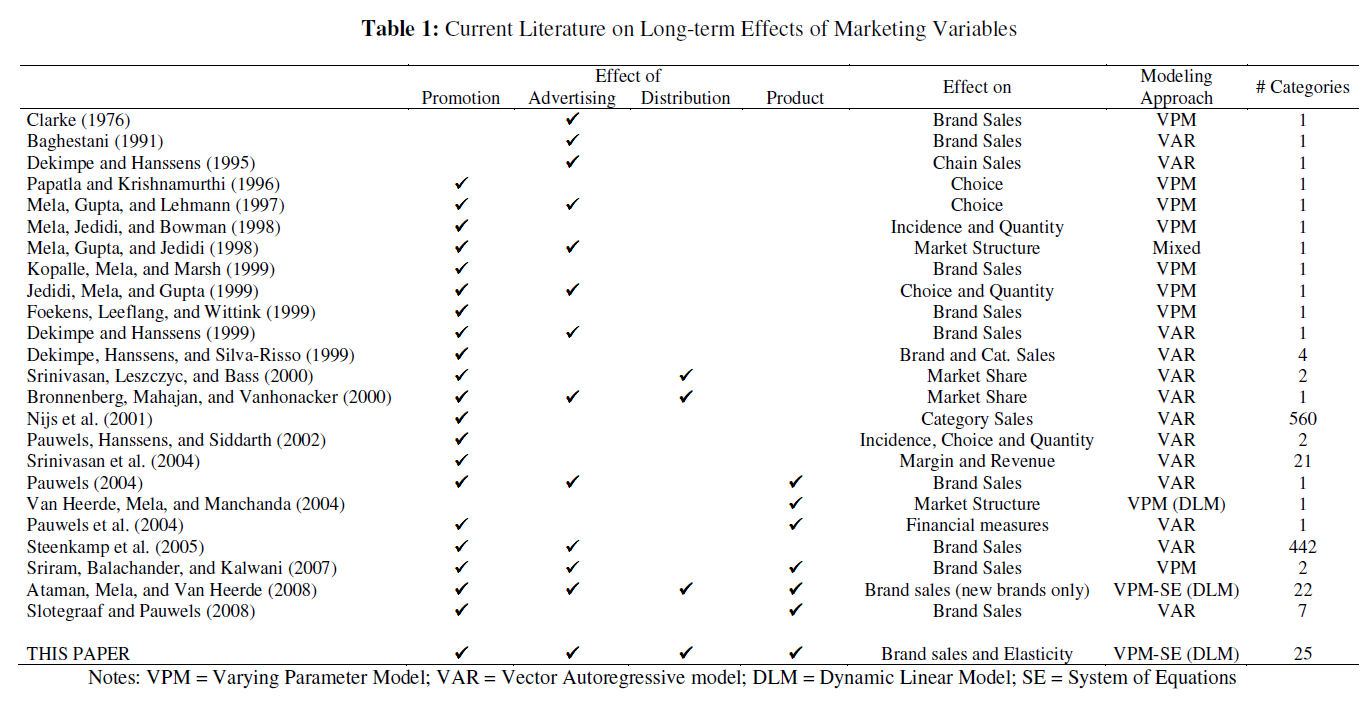 Table 1: Current Literature on Long-term Effects of Marketing Variables
Effect of Effect on Modeling Approach # Categories
Promotion Advertising Distribution Product
Clarke (1976) ✓ Brand Sales VPM 1
Baghestani (1991) ✓ Brand Sales VAR 1
Dekimpe and Hanssens (1995) ✓ Chain Sales VAR 1
Papatla and Krishnamurthi (1996) ✓ Choice VPM 1
Mela, Gupta, and Lehmann (1997) ✓ ✓ Choice VPM 1
Mela, Jedidi, and Bowman (1998) ✓ Incidence and Quantity VPM 1
Mela, Gupta, and Jedidi (1998) ✓ ✓ Market Structure Mixed 1
Kopalle, Mela, and Marsh (1999) ✓ Brand Sales VPM 1
Jedidi, Mela, and Gupta (1999) ✓ ✓ Choice and Quantity VPM 1
Foekens, Leeflang, and Wittink (1999) ✓ Brand Sales VPM 1
Dekimpe and Hanssens (1999) ✓ ✓ Brand Sales VAR 1
Dekimpe, Hanssens, and Silva-Risso (1999) ✓ Brand and Cat. Sales VAR 4
Srinivasan, Leszczyc, and Bass (2000) ✓ ✓ Market Share VAR 2
Bronnenberg, Mahajan, and Vanhonacker (2000) ✓ ✓ ✓ Market Share VAR 1
Nijs et al. (2001) ✓ Category Sales VAR 560
Pauwels, Hanssens, and Siddarth (2002) ✓ Incidence, Choice and Quantity VAR 2
Srinivasan et al. (2004) ✓ Margin and Revenue VAR 21
Pauwels (2004) ✓ ✓ ✓ Brand Sales VAR 1
Van Heerde, Mela, and Manchanda (2004) ✓ Market Structure VPM (DLM) 1
Pauwels et al. (2004) ✓ ✓ Financial measures VAR 1
Steenkamp et al. (2005) ✓ ✓ Brand Sales VAR 442
Sriram, Balachander, and Kalwani (2007) ✓ ✓ ✓ Brand Sales VPM 2
Ataman, Mela, and Van Heerde (2008) ✓ ✓ ✓ ✓ Brand sales (new brands only) VPM-SE (DLM) 22
Slotegraaf and Pauwels (2008) ✓ ✓ Brand Sales VAR 7
THIS PAPER ✓ ✓ ✓ ✓ Brand sales and Elasticity VPM-SE (DLM) 25
Notes: VPM = Varying Parameter Model; VAR = Vector Autoregressive model; DLM = Dynamic Linear Model; SE = System of Equations